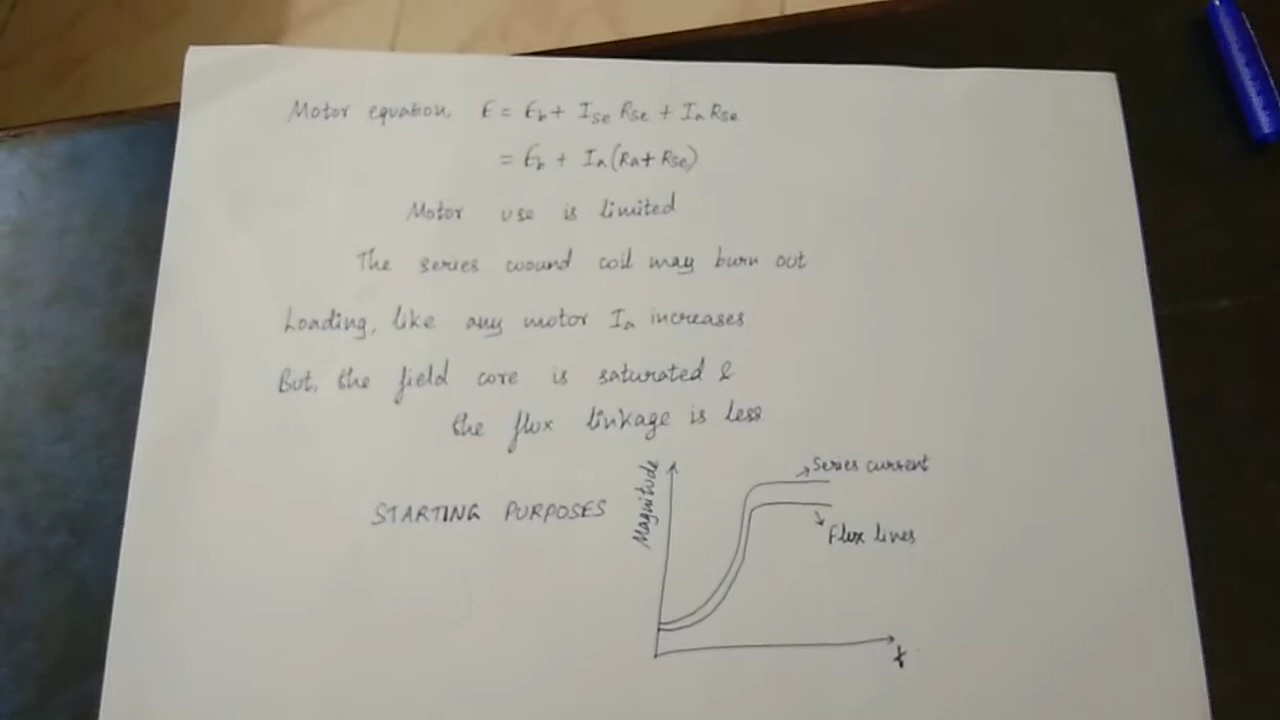 Motor equation, E = Eb + Ise Rse + Ia Rse
= Eb + Ia (Ra + Rse)
Motor use is limited
The series wound coil may burn out
Loading, like any motor Ia increases
But, the field core is saturated &
the flux linkage is less
STARTING PURPOSES
Magnitude
Series current
Flux lines
t